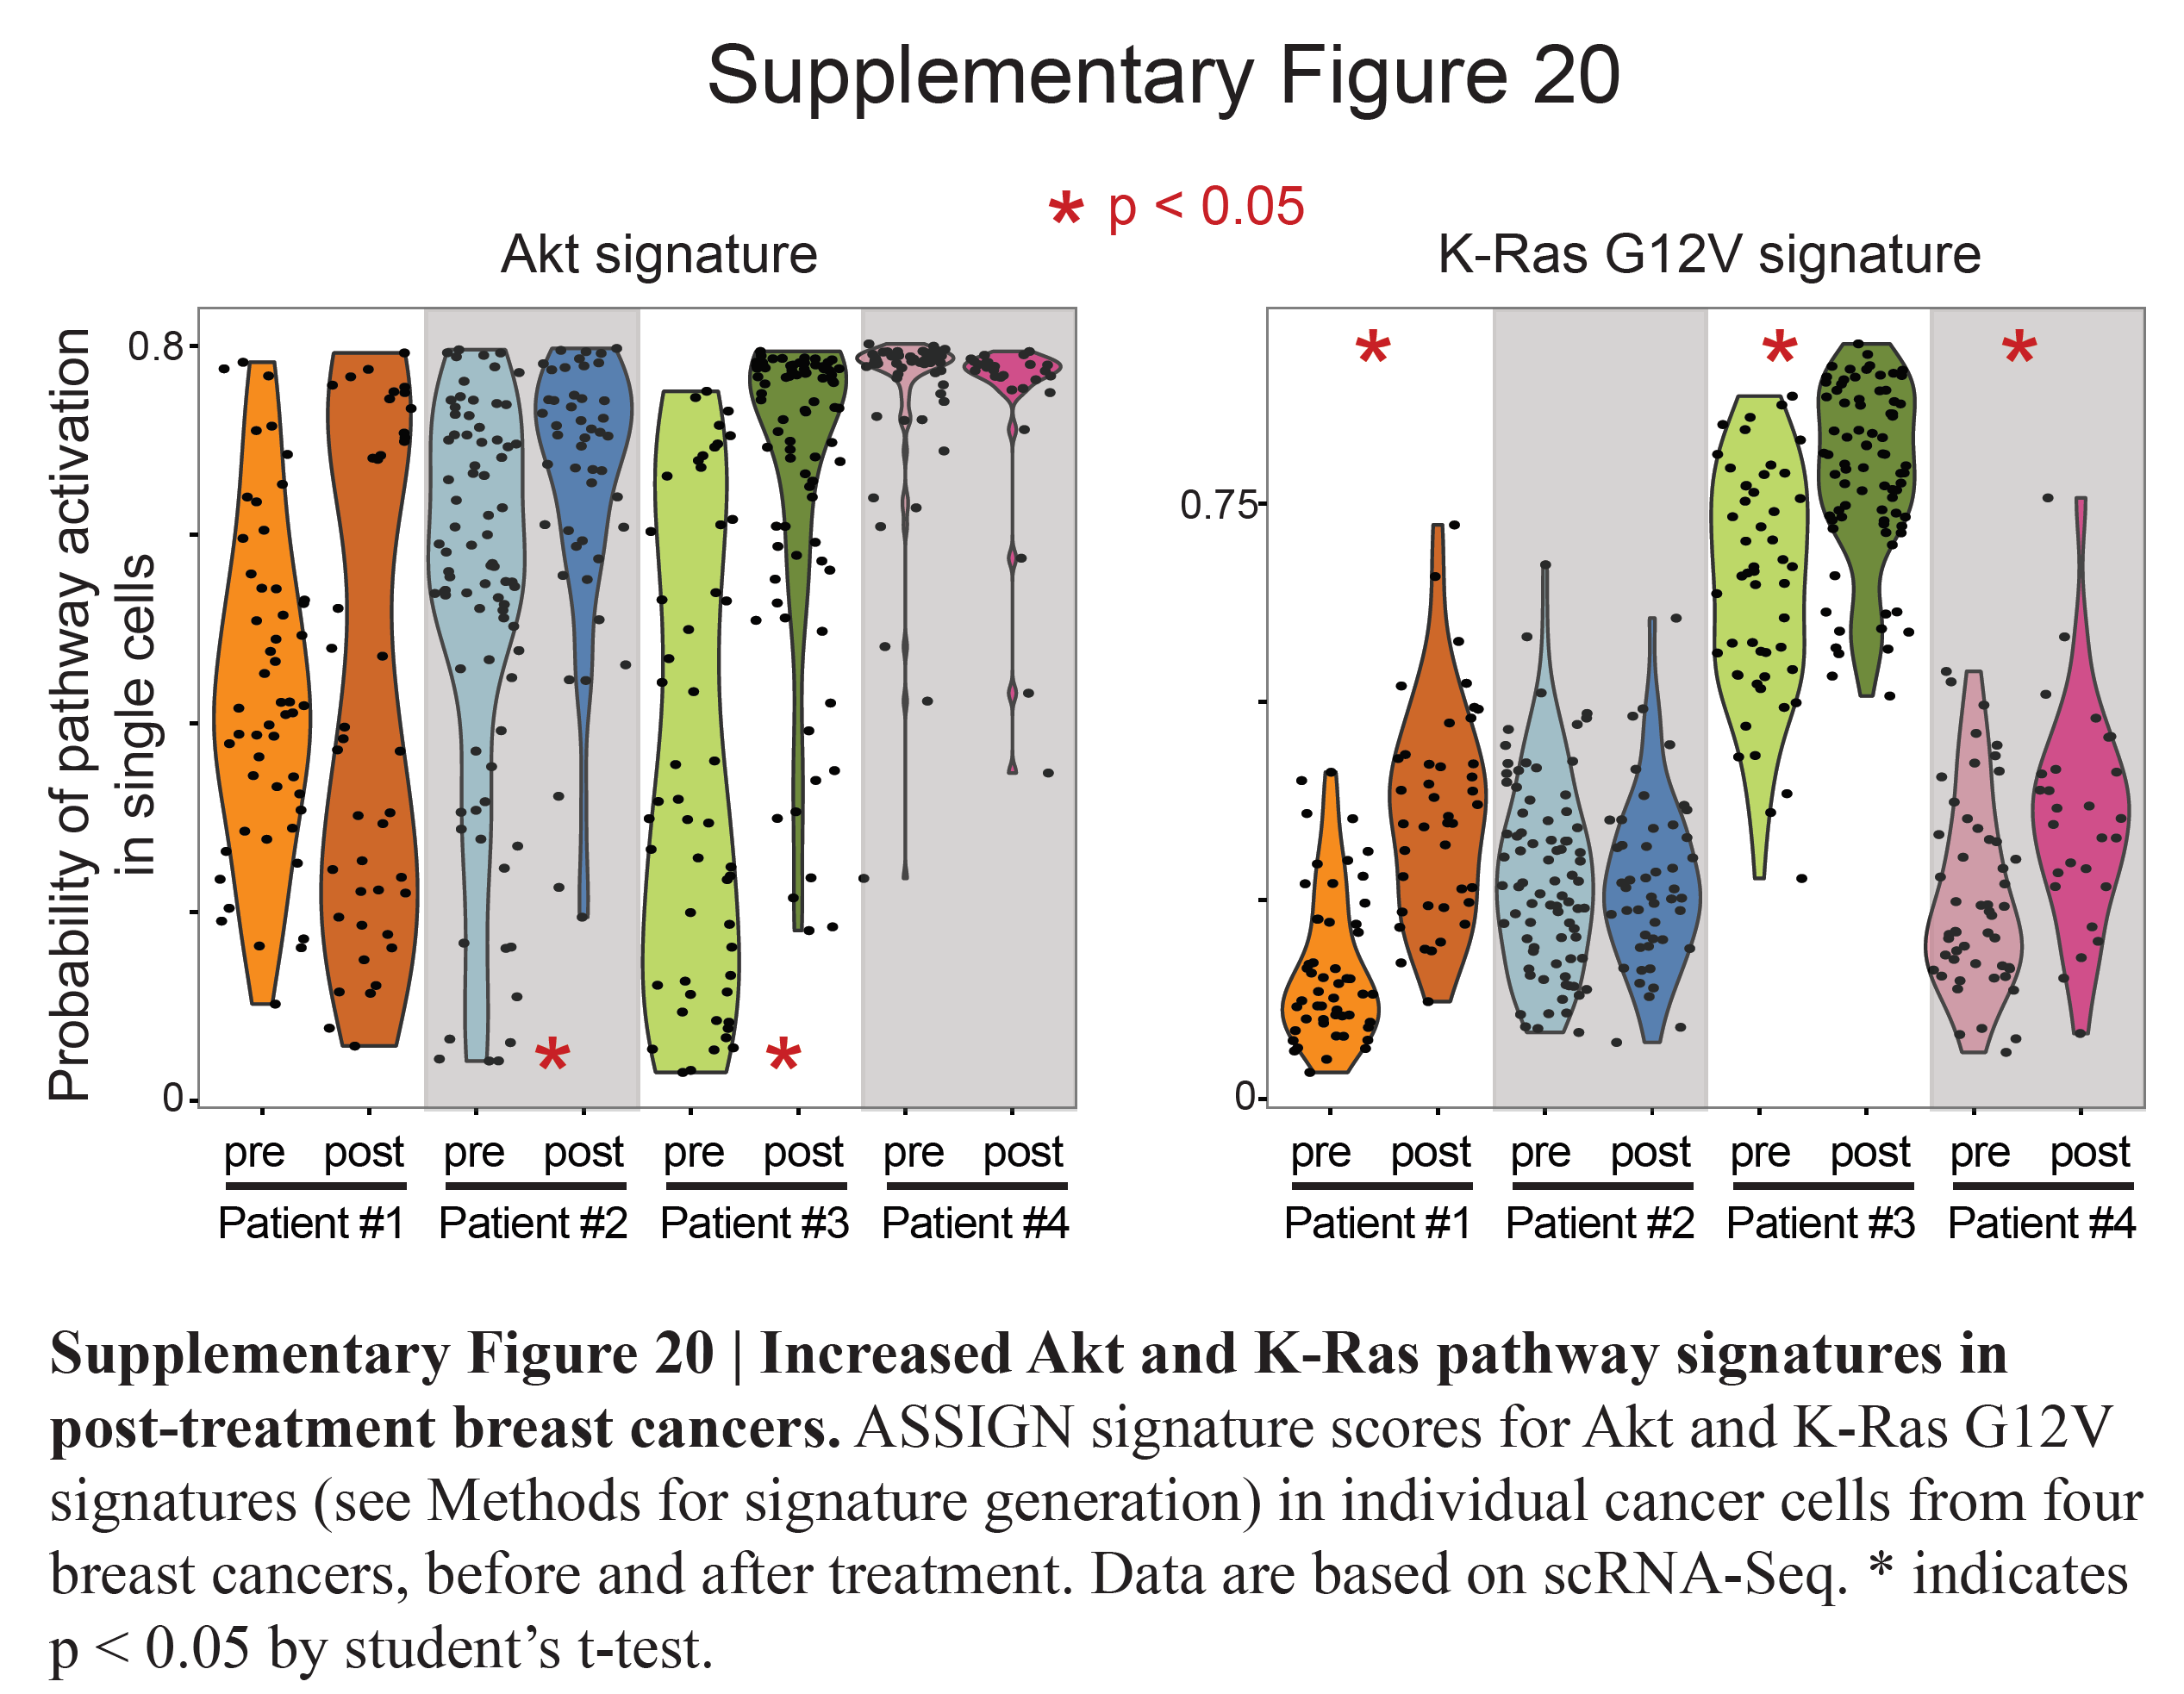 Supplementary Figure 20
* p < 0.05
Akt signature
K-Ras G12V signature
Probability of pathway activation
in single cells
0.8
0
0.75
0
pre post pre post pre post pre post
Patient #1 Patient #2 Patient #3 Patient #4
pre post pre post pre post pre post
Patient #1 Patient #2 Patient #3 Patient #4
* *
* * *
Supplementary Figure 20 | Increased Akt and K-Ras pathway signatures in
post-treatment breast cancers. ASSIGN signature scores for Akt and K-Ras G12V
signatures (see Methods for signature generation) in individual cancer cells from four
breast cancers, before and after treatment. Data are based on scRNA-Seq. * indicates
p < 0.05 by student’s t-test.